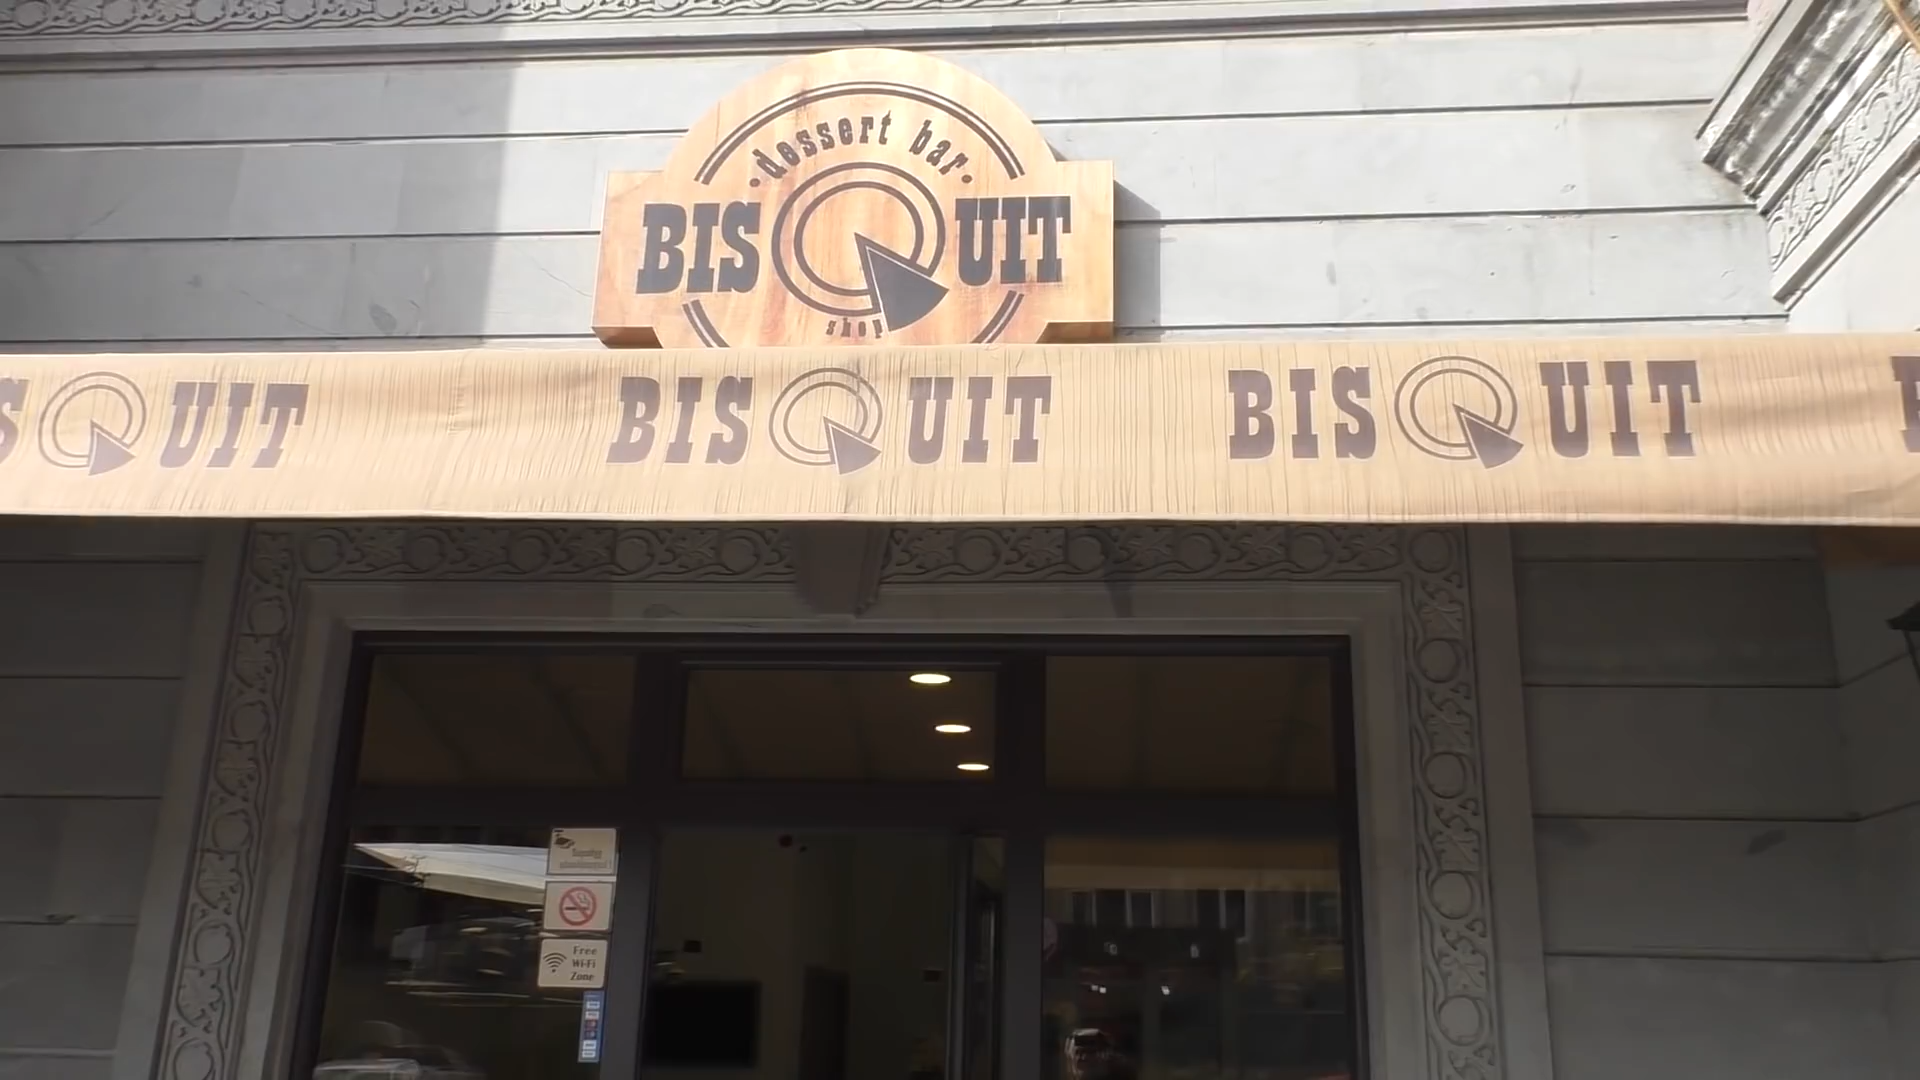 dessert bar
BISQUIT
shop
SQUIT BISQUIT BISQUIT
Free
Wi-Fi
Zone